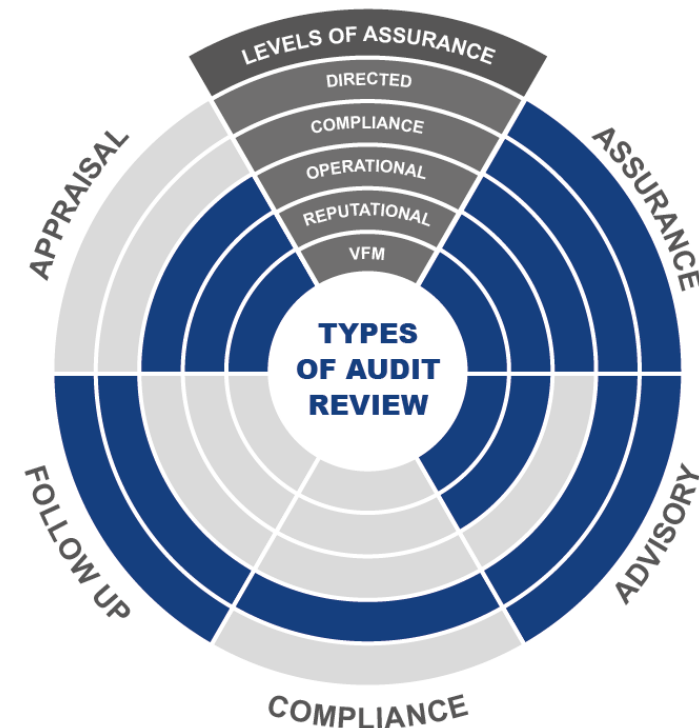 LEVELS OF ASSURANCE
DIRECTED
COMPLIANCE
OPERATIONAL
REPUTATIONAL
VFM
TYPES
OF AUDIT
REVIEW
APPRAISAL
ASSURANCE
FOLLOW UP
ADVISORY
COMPLIANCE